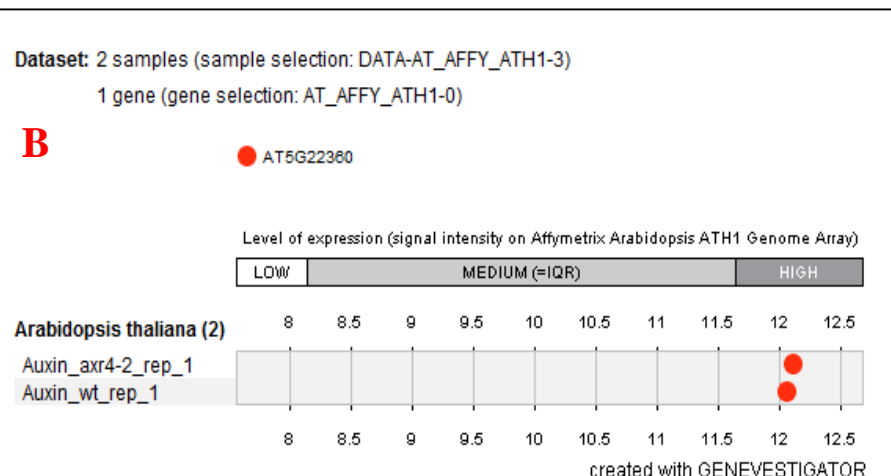 Dataset: 2 samples (sample selection: DATA-AT_AFFY_ATH1-3)
1 gene (gene selection: AT_AFFY_ATH1-0)
B
AT5G22360
Level of expression (signal intensity on Affymetrix Arabidopsis ATH1 Genome Array)
LOW MEDIUM (=IQR) HIGH
Arabidopsis thaliana (2) 8 8.5 9 9.5 10 10.5 11 11.5 12 12.5
Auxin_axr4-2_rep_1
Auxin_wt_rep_1
8 8.5 9 9.5 10 10.5 11 11.5 12 12.5
created with GENEVESTIGATOR